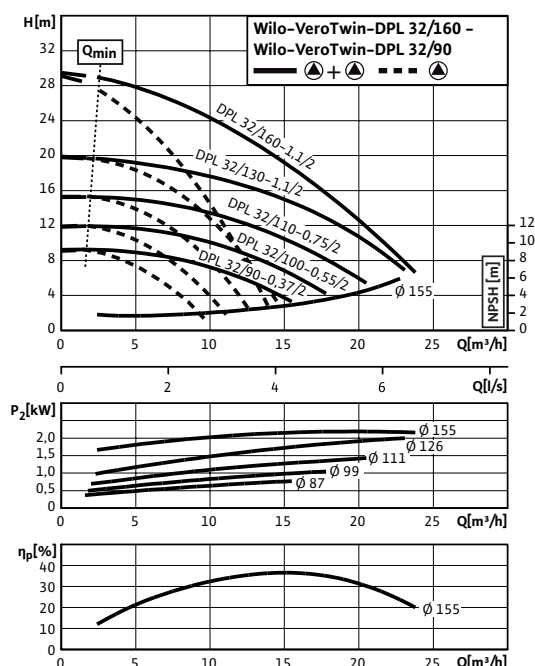 H[m]
Wilo-VeroTwin-DPL 32/160 -
Wilo-VeroTwin-DPL 32/90
+
Qmin
32
28
24
20
16
12
8
4
0
DPL 32/160-1,1/2
DPL 32/130-1,1/2
DPL 32/110-0,75/2
DPL 32/100-0,55/2
DPL 32/90-0,37/2
Ø 155
12
10
8
6
4
2
0
NPSH [m]
0 5 10 15 20 25 Q[m³/h]
0 2 4 6 Q[l/s]
P2[kW]
2,0
1,5
1,0
0,5
0
Ø 155
Ø 126
Ø 111
Ø 99
Ø 87
0 5 10 15 20 25 Q[m³/h]
ηp[%]
40
30
20
10
0
Ø 155
0 5 10 15 20 25 Q[m³/h]